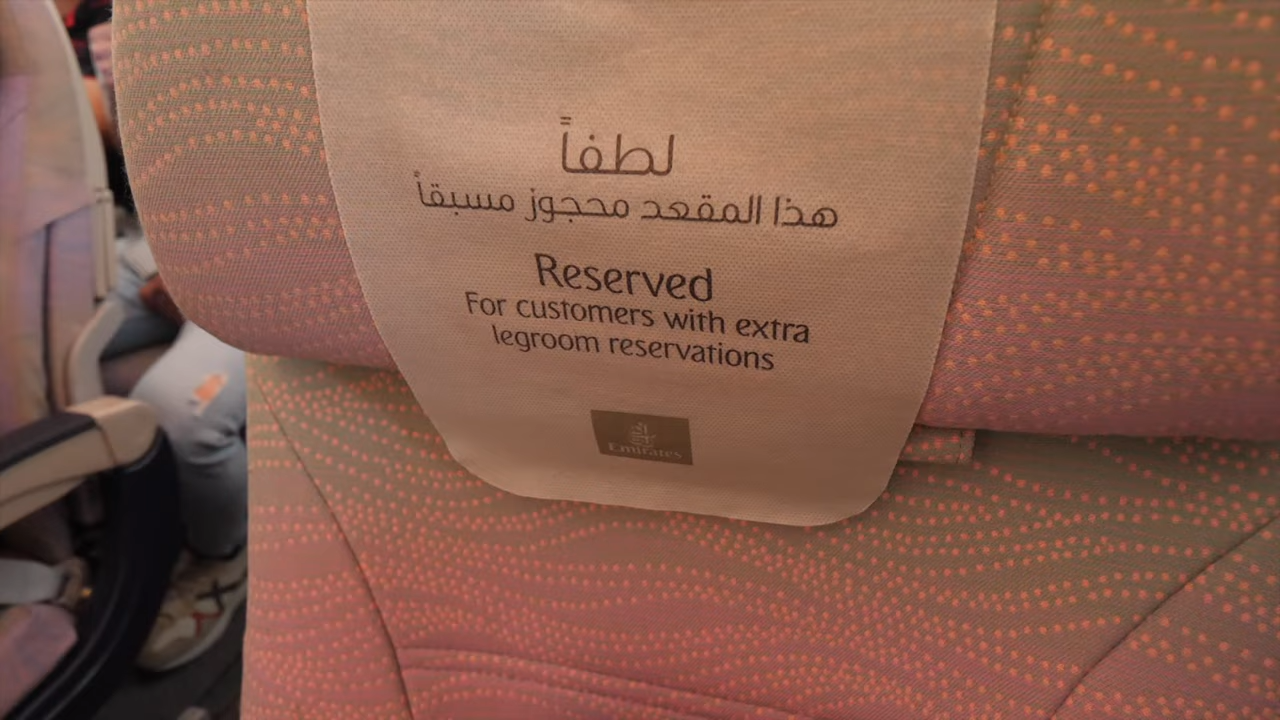 لطفاً
هذا المقعد محجوز مسبقاً
Reserved
For customers with extra
legroom reservations
Emirates